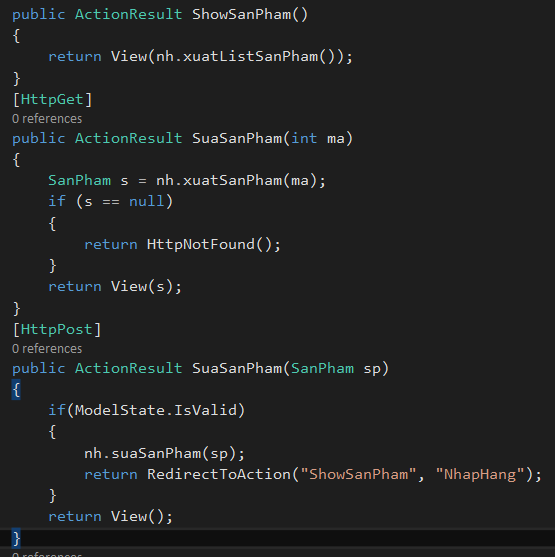 public ActionResult ShowSanPham()
{
return View(nh.xuatListSanPham());
}
[HttpGet]
0 references
public ActionResult SuaSanPham(int ma)
{
SanPham s = nh.xuatSanPham(ma);
if (s == null)
{
return HttpNotFound();
}
return View(s);
}
[HttpPost]
0 references
public ActionResult SuaSanPham(SanPham sp)
{
if(ModelState.IsValid)
{
nh.suaSanPham(sp);
return RedirectToAction("ShowSanPham", "NhapHang");
}
return View();
}
0 references